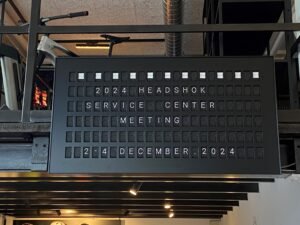 2024 HEADSHOK
SERVICE CENTER
MEETING
2-4 DECEMBER.2024